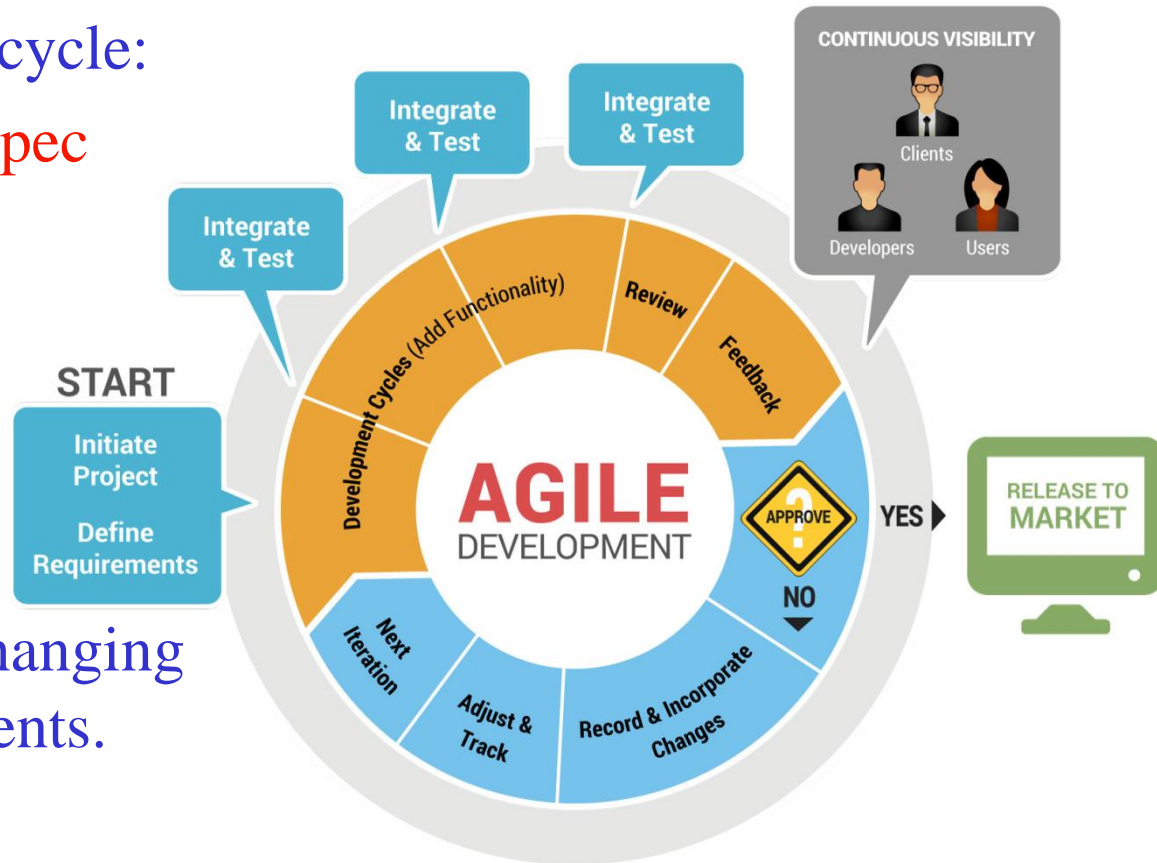 cycle:
pec
hanging
ents.
START
Initiate
Project
Define
Requirements
Integrate
& Test
Integrate
& Test
Integrate
& Test
CONTINUOUS VISIBILITY
Clients
Developers
Users
Development Cycles (Add Functionality)
Review
Feedback
?
APPROVE
YES
NO
RELEASE TO
MARKET
Record & Incorporate
Changes
Adjust &
Track
Next
Iteration
AGILE
DEVELOPMENT